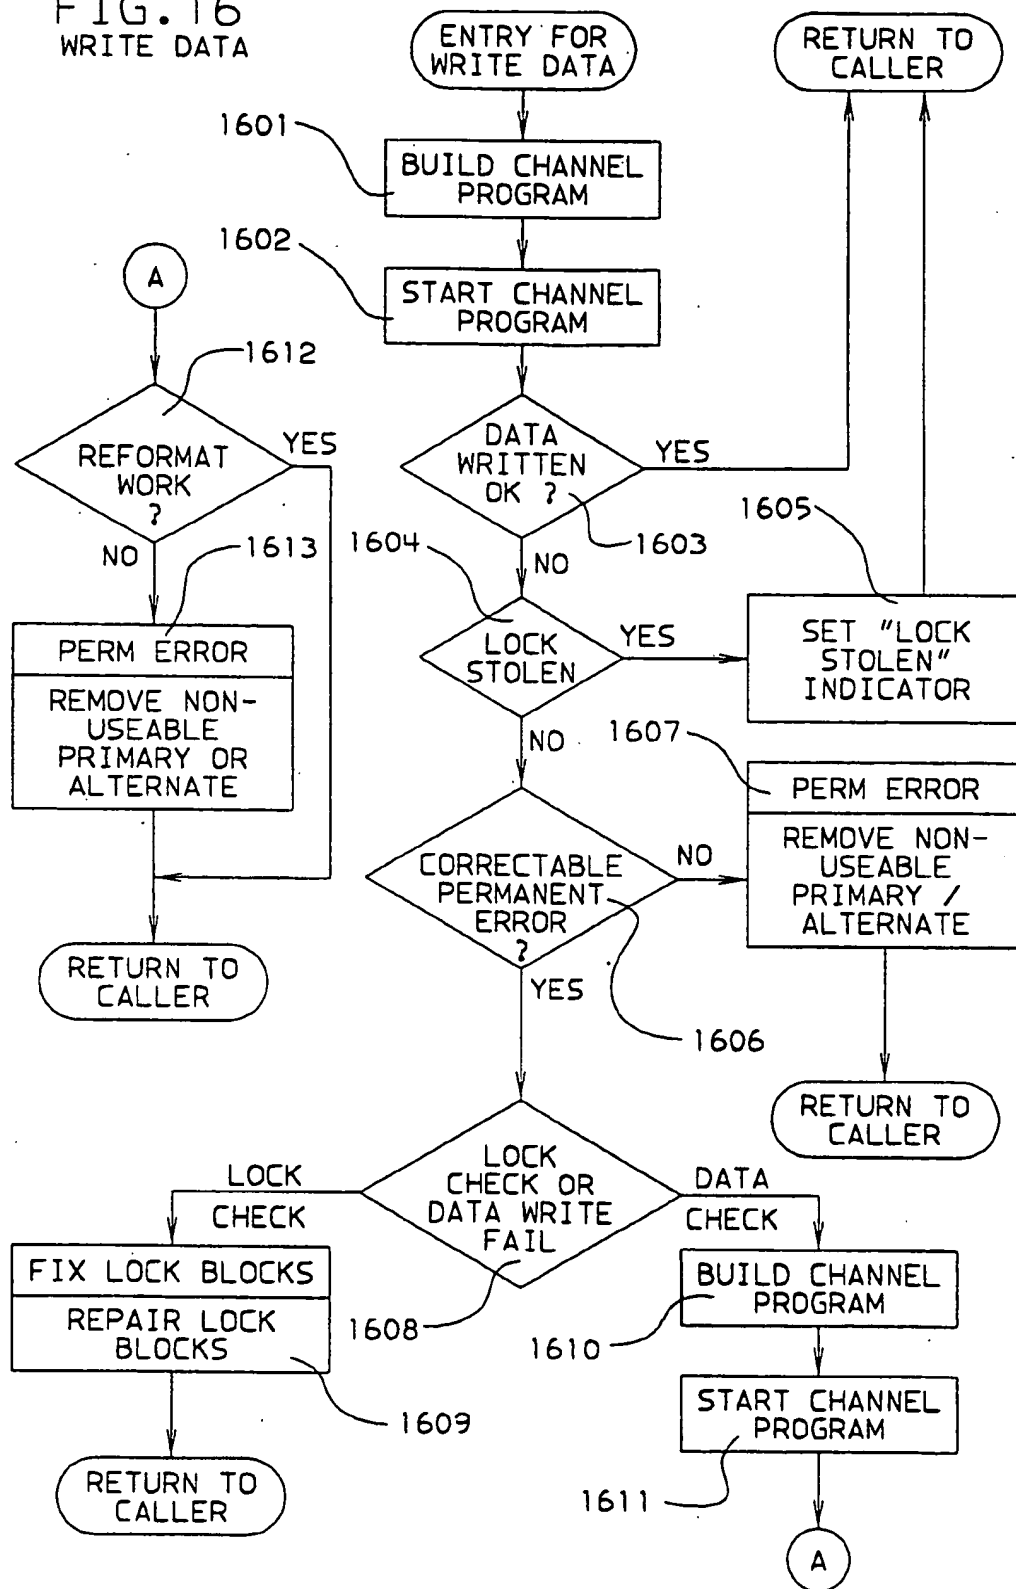 FIG.16
WRITE DATA
ENTRY FOR
WRITE DATA
RETURN TO
CALLER
1601
BUILD CHANNEL
PROGRAM
1602
START CHANNEL
PROGRAM
A
1612
REFORMAT
WORK
?
YES
NO
1613
PERM ERROR
REMOVE NON-
USEABLE
PRIMARY OR
ALTERNATE
RETURN TO
CALLER
DATA
WRITTEN
OK ?
YES
1603
NO
1604
LOCK
STOLEN
YES
1605
SET "LOCK
STOLEN"
INDICATOR
NO
1607
PERM ERROR
REMOVE NON-
USEABLE
PRIMARY /
ALTERNATE
CORRECTABLE
PERMANENT
ERROR
?
NO
YES
1606
RETURN TO
CALLER
LOCK
CHECK OR
DATA WRITE
FAIL
1608
LOCK
CHECK
FIX LOCK BLOCKS
REPAIR LOCK
BLOCKS
1609
RETURN TO
CALLER
DATA
CHECK
BUILD CHANNEL
PROGRAM
1610
START CHANNEL
PROGRAM
1611
A